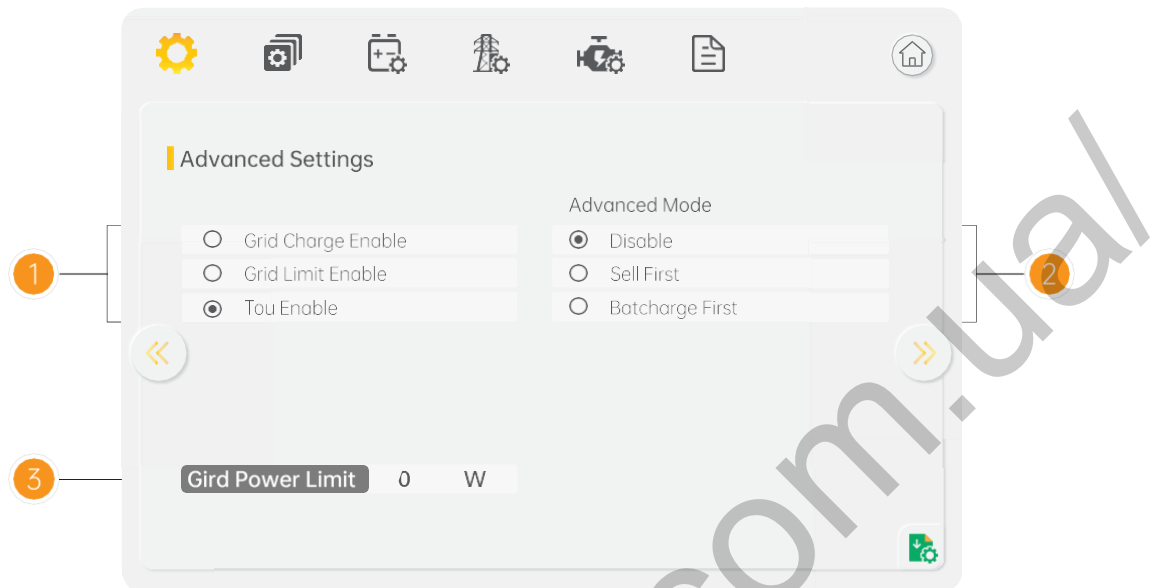 Advanced Settings
Advanced Mode
Grid Charge Enable
Disable
1
Grid Limit Enable
Sell First
2
Tou Enable
Batcharge First
3
Gird Power Limit 0 W
om.ua/